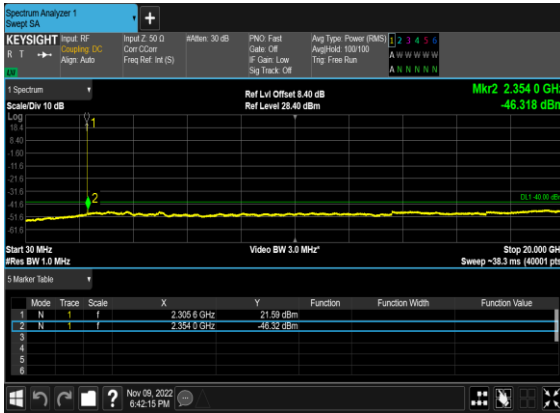 Spectrum Analyzer 1
Swept SA
+
KEYSIGHT
R T
Input: RF
Coupling: DC
Align: Auto
Input Z: 50 Ω
Corr CCorr
Freq Ref: Int (S)
#Atten: 30 dB
PNO: Fast
Gate: Off
IF Gain: Low
Sig Track: Off
Avg Type: Power (RMS)
Avg|Hold: 100/100
Trig: Free Run
1 2 3 4 5 6
A W W W W W
A N N N N N
1 Spectrum
Scale/Div 10 dB
Ref Lvl Offset 8.40 dB
Ref Level 28.40 dBm
Mkr2 2.354 0 GHz
-46.318 dBm
Log
18.4
8.40
-1.60
-11.6
-21.6
-31.6
-41.6
-51.6
-61.6
1
2
DL1 -40.00 dBm
Start 30 MHz
#Res BW 1.0 MHz
Video BW 3.0 MHz*
Stop 20.000 GHz
Sweep ~38.3 ms (40001 pts)
5 Marker Table
Mode Trace Scale X Y Function Function Width Function Value
1 N 1 f 2.305 6 GHz 21.59 dBm
2 N 1 f 2.354 0 GHz -46.32 dBm
3
4
5
6
?
Nov 09, 2022
6:42:15 PM